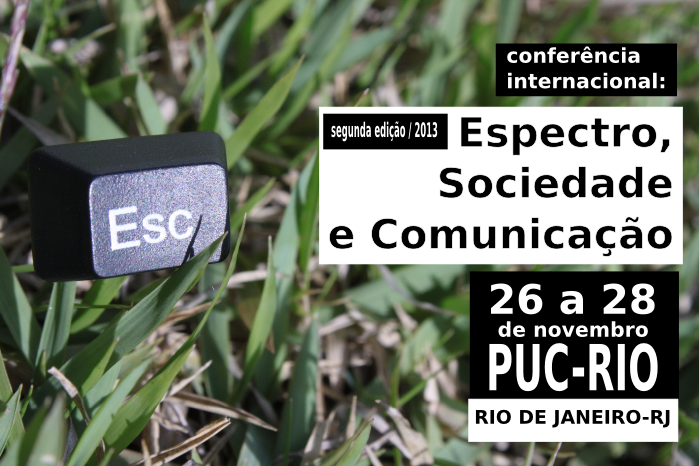 Esc
conferência
internacional:
segunda edição / 2013
Espectro,
Sociedade
e Comunicação
26 a 28
de novembro
PUC-RIO
RIO DE JANEIRO-RJ